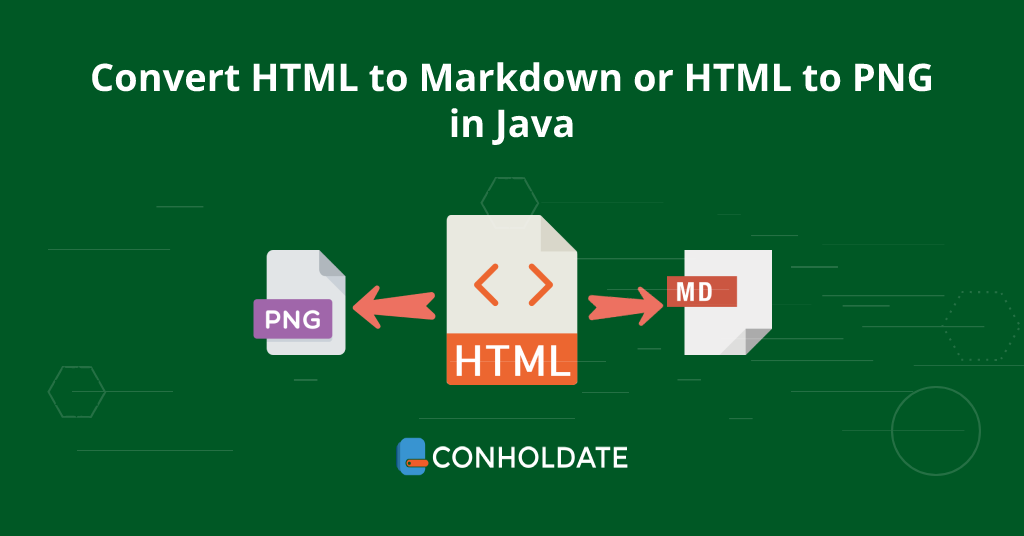 Convert HTML to Markdown or HTML to PNG
in Java
PNG
HTML
MD
CONHOLDATE